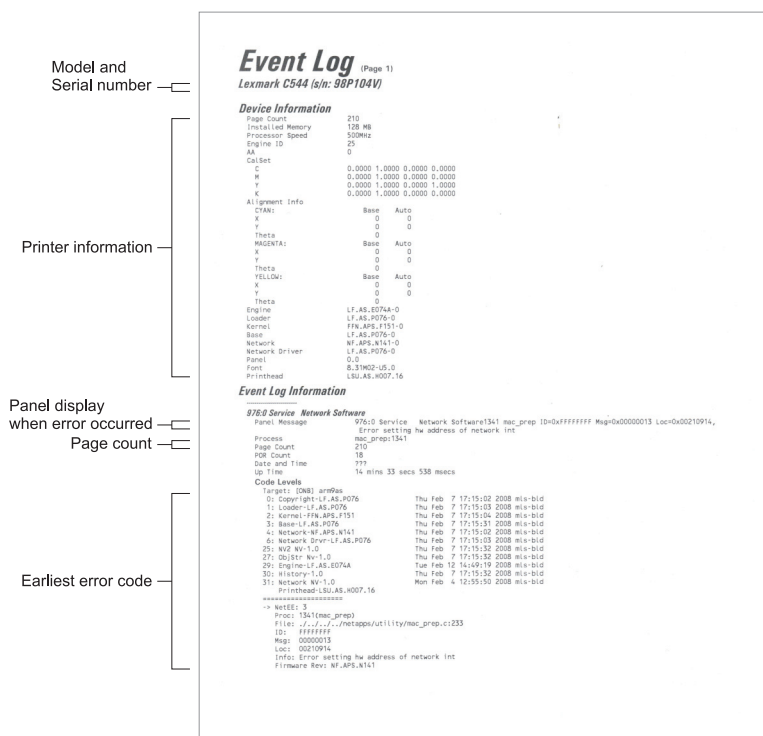 Event Log (Page 1)
Model and
Serial number
Lexmark C544 (s/n: 98P104V)
Device Information
Page Count 210
Installed Memory 128 MB
Processor Speed 500MHz
Engine ID 25
AA 0
CalSet
C 0.0000 1.0000 0.0000 0.0000
M 0.0000 1.0000 0.0000 0.0000
Y 0.0000 1.0000 0.0000 1.0000
K 0.0000 1.0000 0.0000 0.0000
Alignment Info
CYAN: Base Auto
X 0 0
Y 0 0
Theta 0
MAGENTA: Base Auto
X 0 0
Y 0 0
Theta 0
YELLOW: Base Auto
X 0 0
Y 0 0
Theta 0
Printer information
Engine LF.AS.E074A-0
Loader LF.AS.P076-0
Kernel FFN.APS.F151-0
Base LF.AS.P076-0
Network NF.APS.N141-0
Network Driver LF.AS.P076-0
Panel 0.0
Font 8.31M02-U5.0
Printhead LSU.AS.H007.16
Event Log Information
Panel display
when error occurred
976:0 Service Network Software
Panel Message 976:0 Service Network Software1341 mac_prep ID=0xFFFFFFFF Msg=0x00000013 Loc=0x00210914,
Error setting hw address of network int
Process mac_prep:1341
Page count
Page Count 210
POR Count 18
Date and Time ???
Up Time 14 mins 33 secs 538 msecs
Code Levels
Target: [DNB] arm9as
0: Copyright-LF.AS.P076 Thu Feb 7 17:15:02 2008 mls-bld
1: Loader-LF.AS.P076 Thu Feb 7 17:15:03 2008 mls-bld
2: Kernel-FFN.APS.F151 Thu Feb 7 17:15:04 2008 mls-bld
3: Base-LF.AS.P076 Thu Feb 7 17:15:31 2008 mls-bld
4: Network-NF.APS.N141 Thu Feb 7 17:15:02 2008 mls-bld
6: Network Drvr-LF.AS.P076 Thu Feb 7 17:15:03 2008 mls-bld
25: NV2 NV-1.0 Thu Feb 7 17:15:32 2008 mls-bld
27: ObjStr Nv-1.0 Thu Feb 7 17:15:32 2008 mls-bld
29: Engine-LF.AS.E074A Tue Feb 12 14:49:19 2008 mls-bld
30: History-1.0 Thu Feb 7 17:15:32 2008 mls-bld
31: Network NV-1.0 Mon Feb 4 12:55:50 2008 mls-bld
Printhead-LSU.AS.H007.16
Earliest error code
====================
-> NetEE: 3
Proc: 1341(mac_prep)
File: ./../../../netapps/utility/mac_prep.c:233
ID: FFFFFFFF
Msg: 00000013
Loc: 00210914
Info: Error setting hw address of network int
Firmware Rev: NF.APS.N141